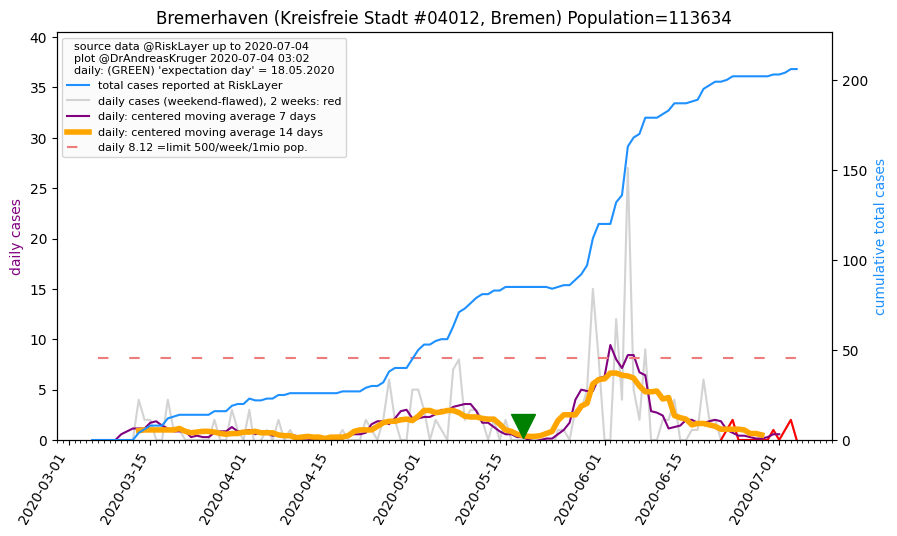 Bremerhaven (Kreisfreie Stadt #04012, Bremen) Population=113634
source data @RiskLayer up to 2020-07-04
plot @DrAndreasKruger 2020-07-04 03:02
daily: (GREEN) 'expectation day' = 18.05.2020
total cases reported at RiskLayer
daily cases (weekend-flawed), 2 weeks: red
daily: centered moving average 7 days
daily: centered moving average 14 days
daily 8.12 =limit 500/week/1mio pop.
daily cases
40
35
30
25
20
15
10
5
0
cumulative total cases
200
150
100
50
0
2020-03-01
2020-03-15
2020-04-01
2020-04-15
2020-05-01
2020-05-15
2020-06-01
2020-06-15
2020-07-01